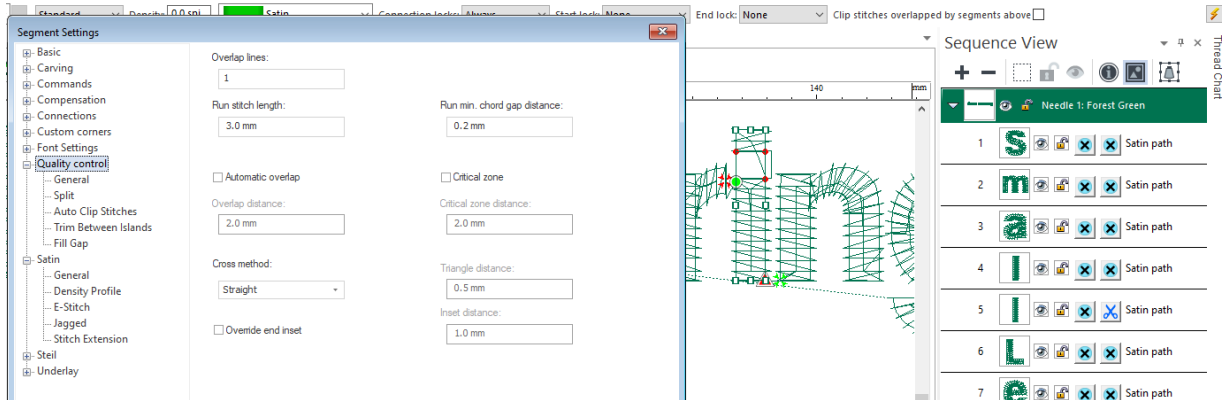 Standard Density: 0.0 spi Satin Connection locks: Always Start lock: None End lock: None Clip stitches overlapped by segments above
Segment Settings
Basic
Carving
Commands
Compensation
Connections
Custom corners
Font Settings
Quality control
General
Split
Auto Clip Stitches
Trim Between Islands
Fill Gap
Satin
General
Density Profile
E-Stitch
Jagged
Stitch Extension
Steil
Underlay
Overlap lines:
1
Run stitch length:
3.0 mm
Run min. chord gap distance:
0.2 mm
Automatic overlap
Critical zone
Overlap distance:
2.0 mm
Critical zone distance:
2.0 mm
Cross method:
Straight
Triangle distance:
0.5 mm
Inset distance:
1.0 mm
Override end inset
140
mm
Sequence View
Thread Chart
Needle 1: Forest Green
1 s Satin path
2 m Satin path
3 a Satin path
4 l Satin path
5 l Satin path
6 L Satin path
7 e Satin path